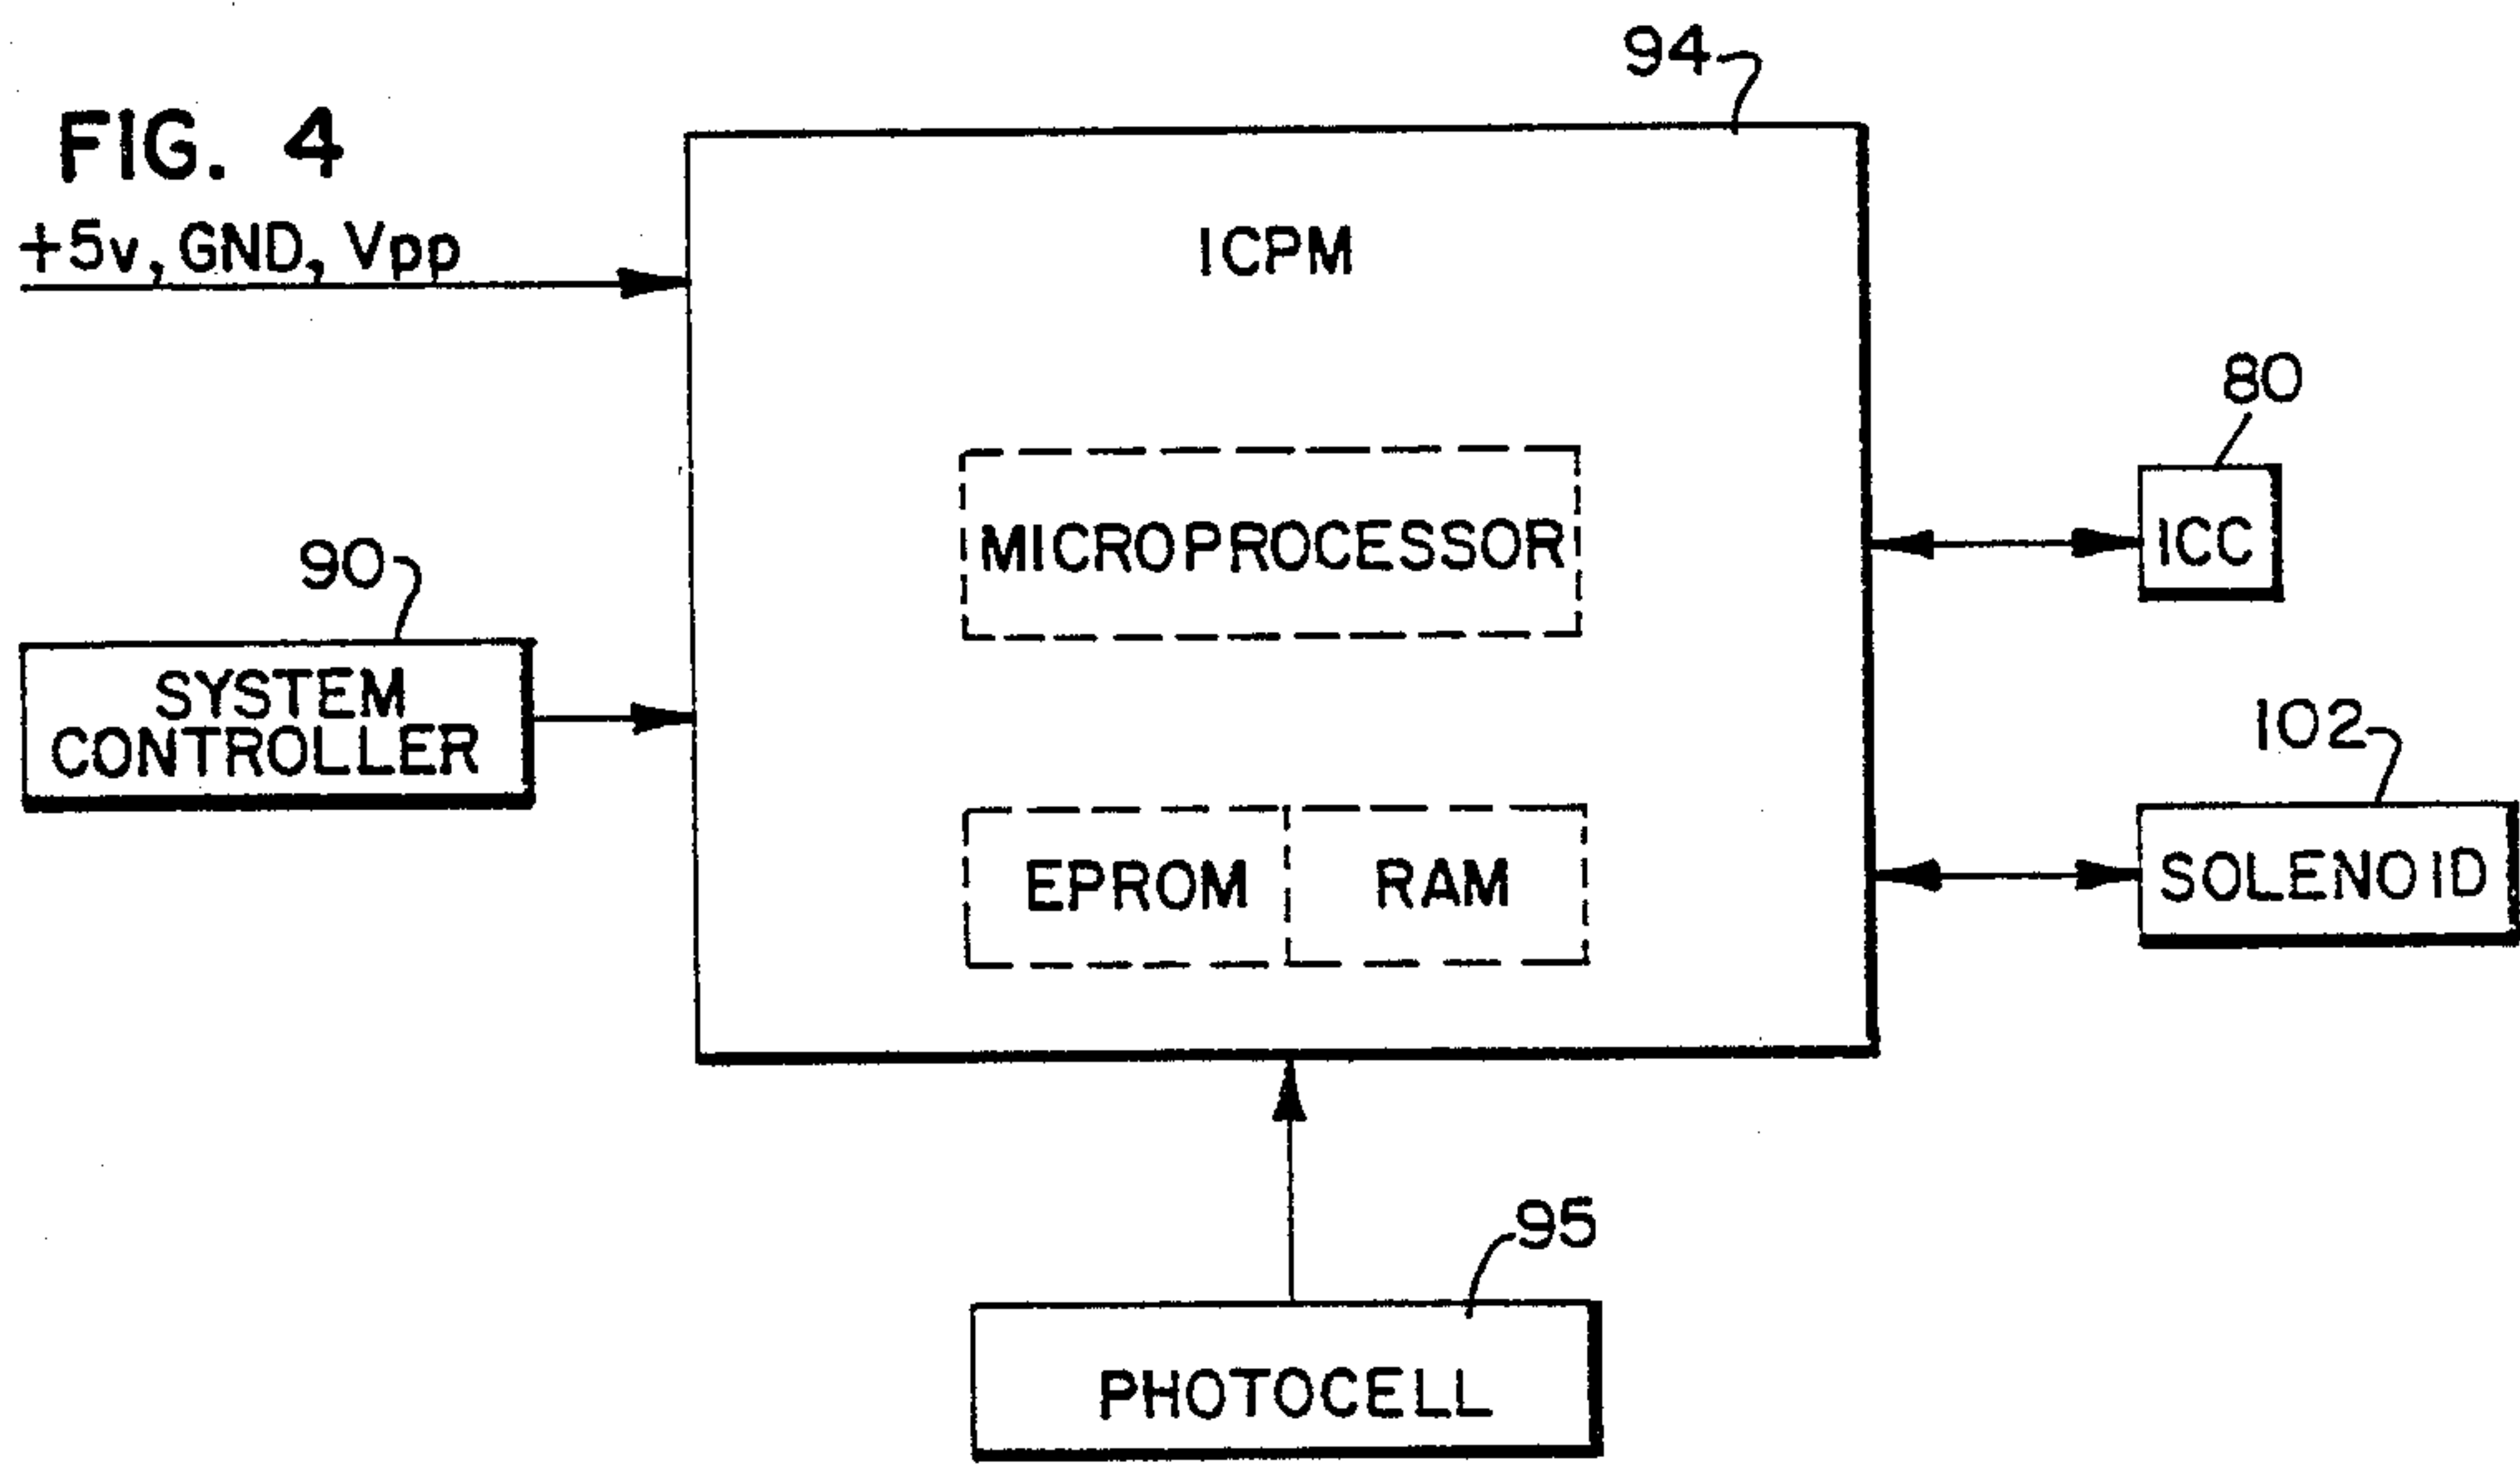 FIG. 4
94
+5v, GND, Vpp
ICPM
80
MICROPROCESSOR
ICC
90
SYSTEM
CONTROLLER
102
EPROM
RAM
SOLENOID
95
PHOTOCELL